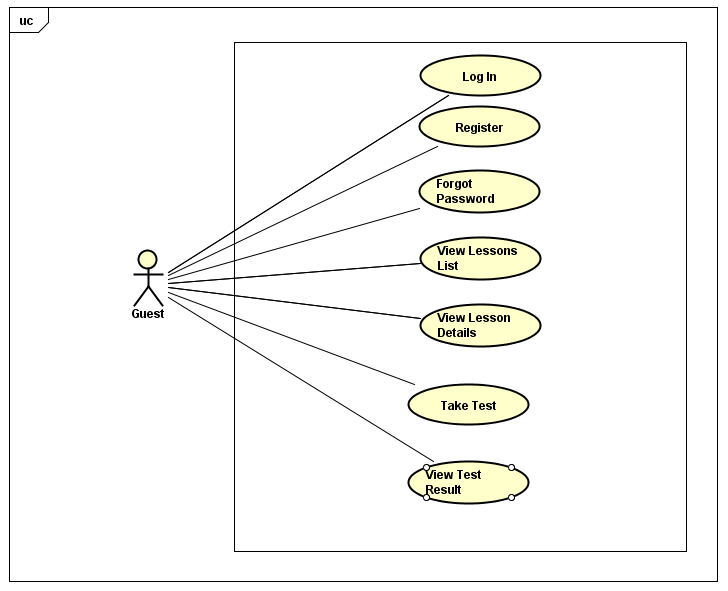 uc
Log In
Register
Forgot
Password
View Lessons
List
Guest
View Lesson
Details
Take Test
View Test
Result